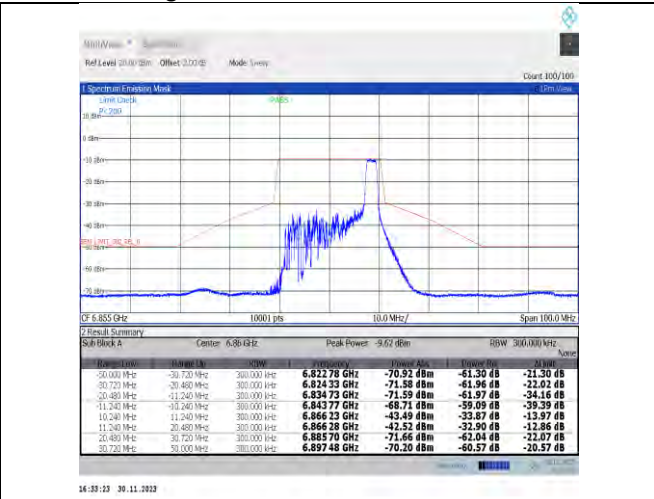 MultiView Spectrum
Ref Level 20.00 dBm Offset 2.00 dB Mode Sweep
Count 100/100
1 Spectrum Emission Mask
Limit Check
PASS
10 dBm
0 dBm
-10 dBm
-20 dBm
-30 dBm
-40 dBm
-60 dBm
-70 dBm
CF 6.855 GHz 10001 pts 10.0 MHz/ Span 100.0 MHz
2 Result Summary
Sub Block A Center 6.86 GHz Peak Power -9.62 dBm RBW 300.000 kHz
None
Range Low Range Up RBW Frequency Power Abs Power Rel ΔLimit
-50.000 MHz -30.720 MHz 300.000 kHz 6.822 78 GHz -70.92 dBm -61.30 dB -21.30 dB
-30.720 MHz -20.480 MHz 300.000 kHz 6.824 33 GHz -71.58 dBm -61.96 dB -22.02 dB
-20.480 MHz -11.240 MHz 300.000 kHz 6.834 73 GHz -71.59 dBm -61.97 dB -34.16 dB
-11.240 MHz -10.240 MHz 300.000 kHz 6.843 77 GHz -68.71 dBm -59.09 dB -39.39 dB
10.240 MHz 11.240 MHz 300.000 kHz 6.866 23 GHz -43.49 dBm -33.87 dB -13.97 dB
11.240 MHz 20.480 MHz 300.000 kHz 6.866 28 GHz -42.52 dBm -32.90 dB -12.86 dB
20.480 MHz 30.720 MHz 300.000 kHz 6.885 70 GHz -71.66 dBm -62.04 dB -22.07 dB
30.720 MHz 50.000 MHz 300.000 kHz 6.897 48 GHz -70.20 dBm -60.57 dB -20.57 dB
16:33:23 30.11.2023